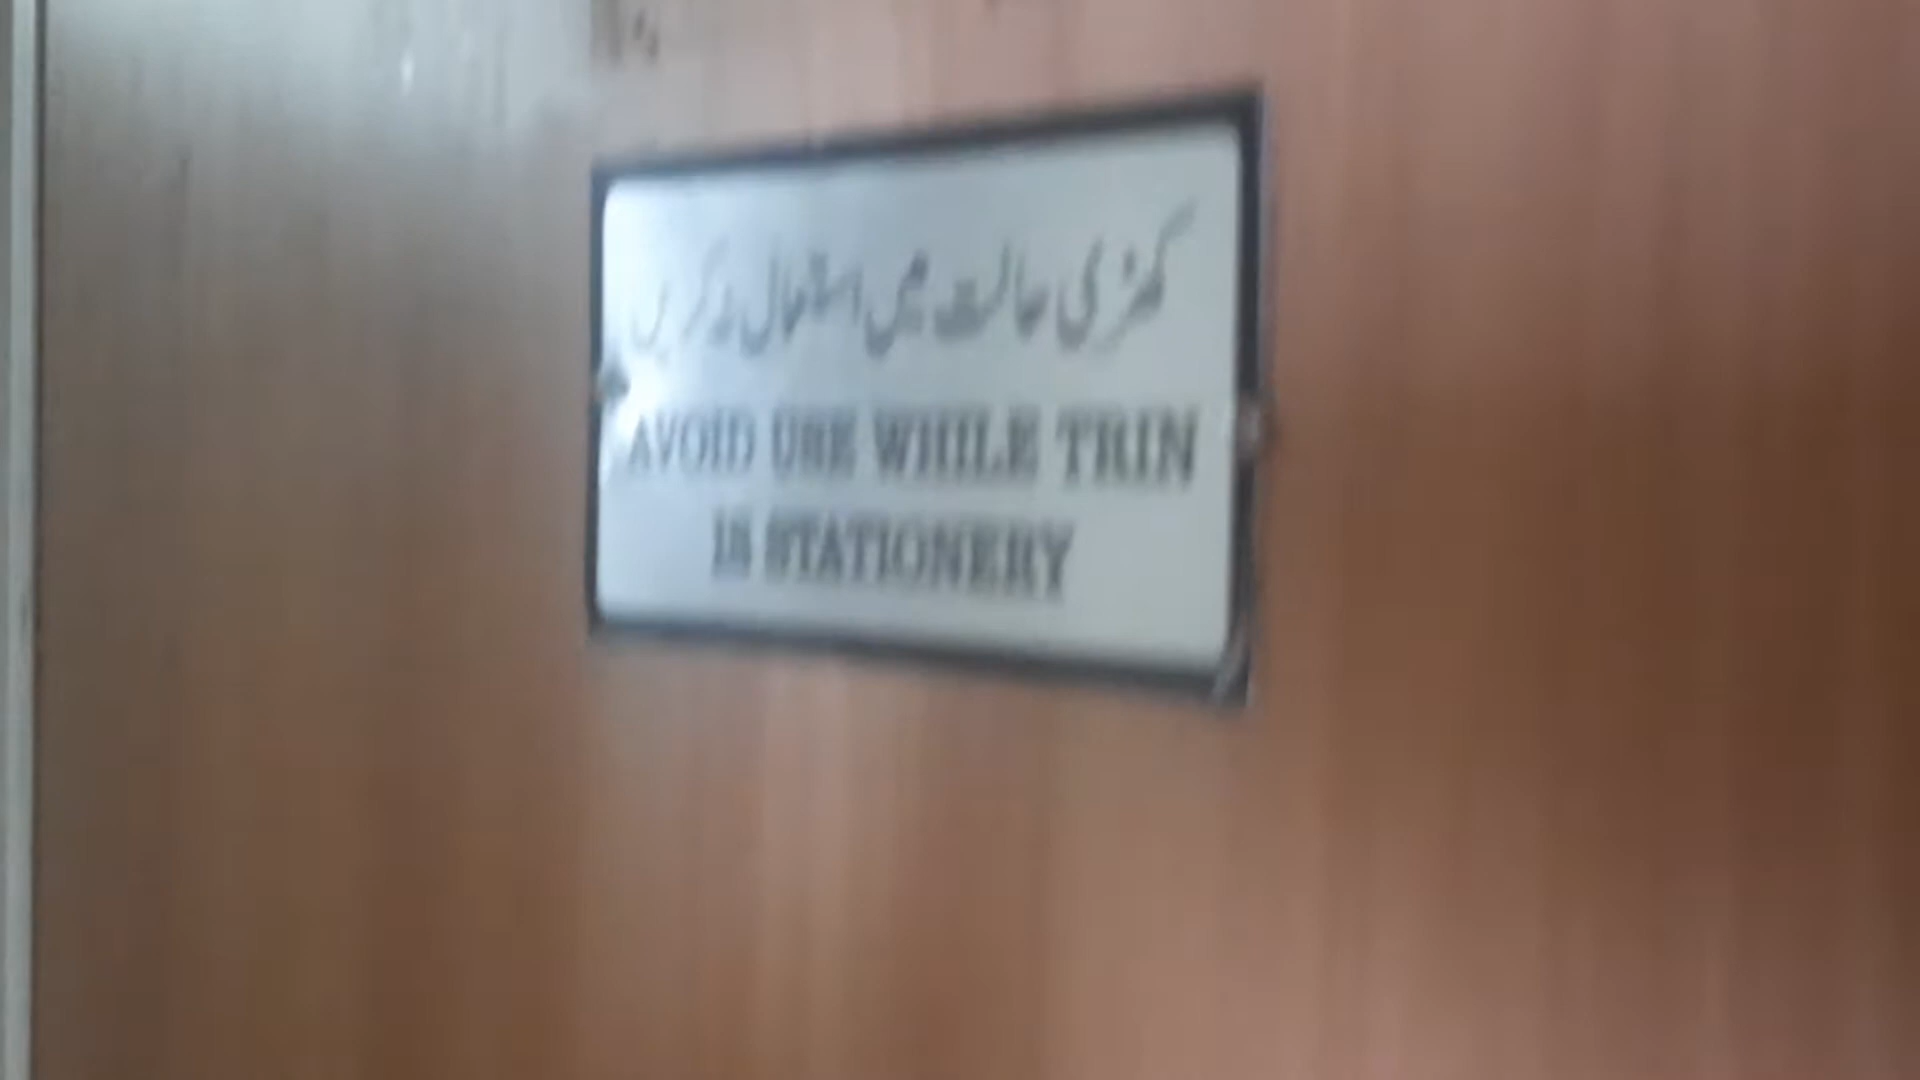 کھڑی حالت میں استعمال نہ کریں
AVOID USE WHILE TRIN
IS STATIONERY